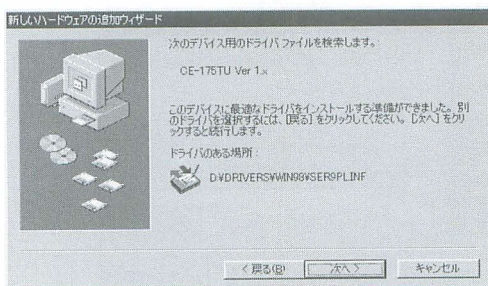 新しいハードウェアの追加ウィザード
次のデバイス用のドライバ ファイルを検索します。
CE-175TU Ver 1.x
このデバイスに最適なドライバをインストールする準備ができました。別
のドライバを選択するには、[戻る] をクリックしてください。[次へ] をクリ
ックすると続行します。
ドライバのある場所 :
D:¥DRIVERS¥WIN98¥SER9PL.INF
< 戻る(B)
次へ >
キャンセル